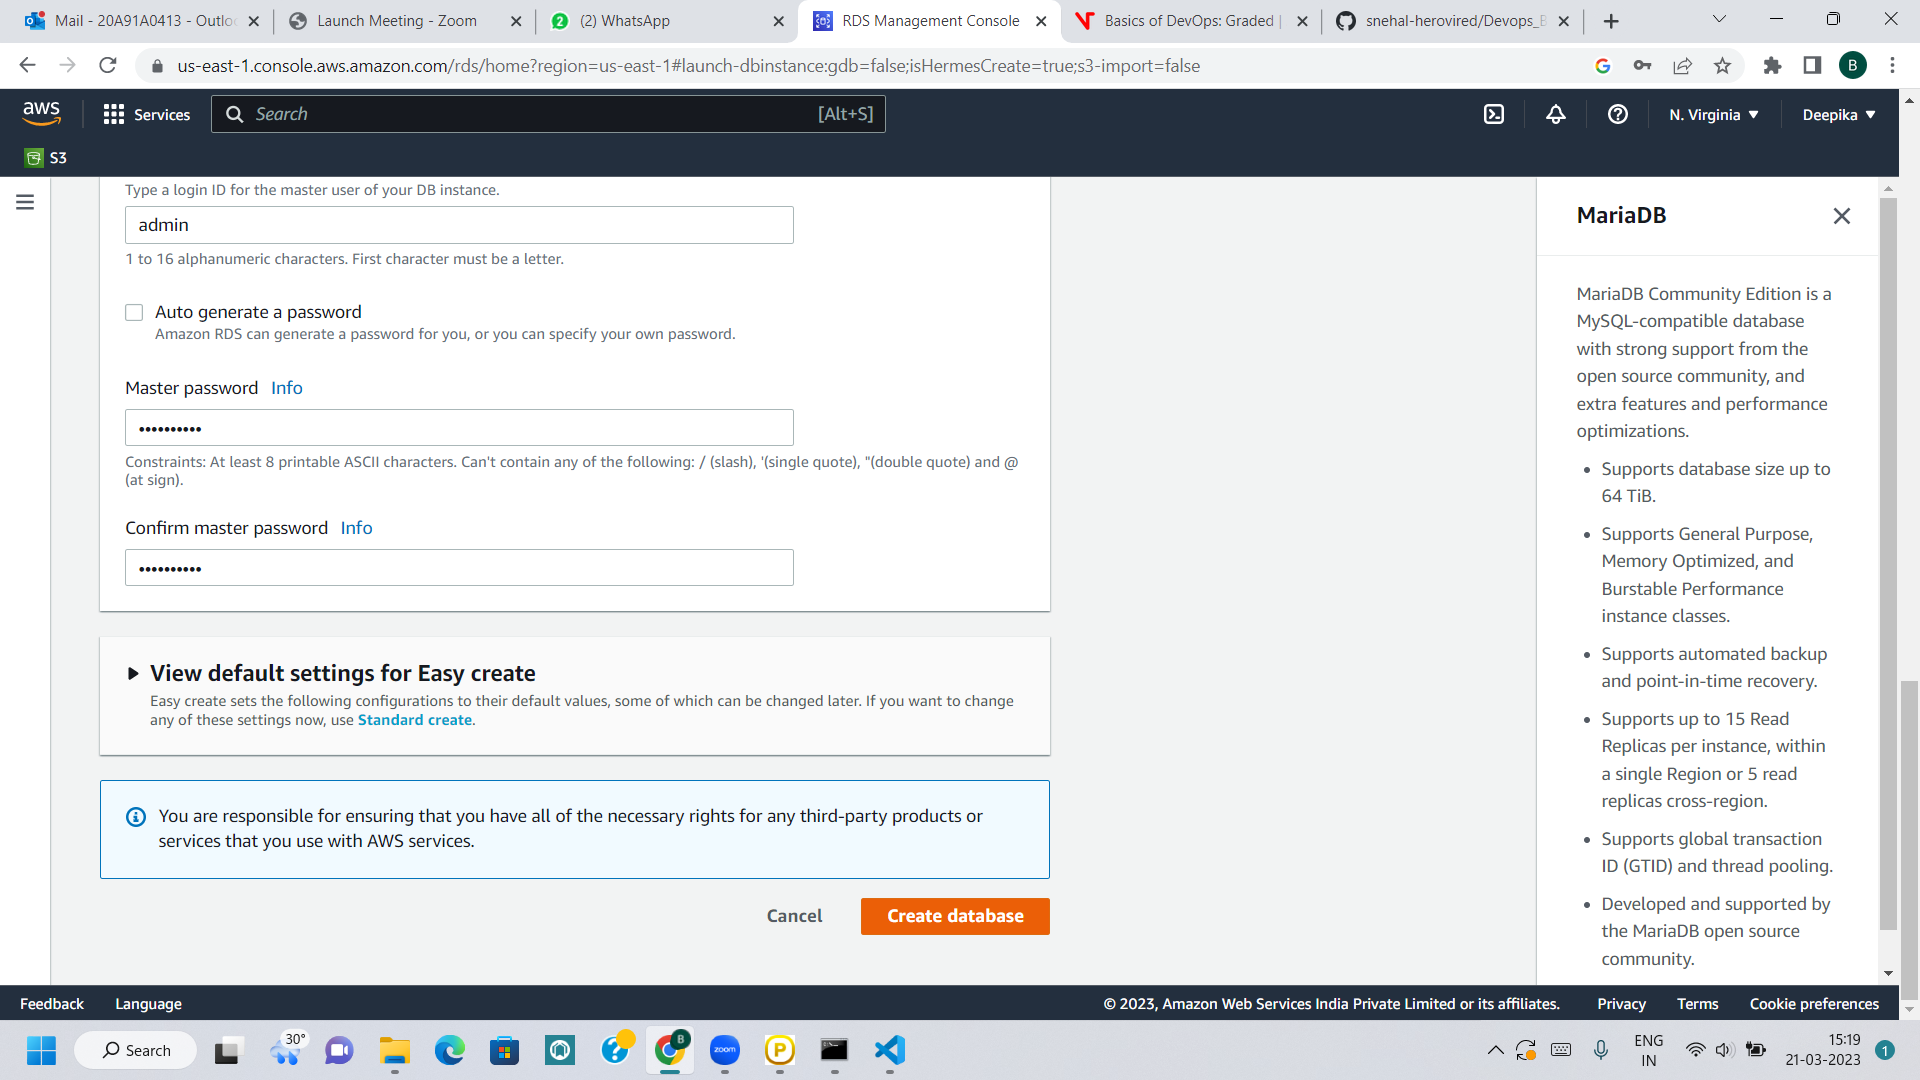 Mail - 20A91A0413 - Outlo
Launch Meeting - Zoom
(2) WhatsApp
RDS Management Console
Basics of DevOps: Graded |
snehal-herovired/Devops_B
us-east-1.console.aws.amazon.com/rds/home?region=us-east-1#launch-dbinstance:gdb=false;isHermesCreate=true;s3-import=false
B
aws
Services
Search
[Alt+S]
N. Virginia
Deepika
S3
Type a login ID for the master user of your DB instance.
admin
1 to 16 alphanumeric characters. First character must be a letter.
Auto generate a password
Amazon RDS can generate a password for you, or you can specify your own password.
Master password Info
••••••••••
Constraints: At least 8 printable ASCII characters. Can't contain any of the following: / (slash), '(single quote), "(double quote) and @
(at sign).
Confirm master password Info
••••••••••
View default settings for Easy create
Easy create sets the following configurations to their default values, some of which can be changed later. If you want to change
any of these settings now, use Standard create.
You are responsible for ensuring that you have all of the necessary rights for any third-party products or
services that you use with AWS services.
Cancel
Create database
MariaDB
MariaDB Community Edition is a
MySQL-compatible database
with strong support from the
open source community, and
extra features and performance
optimizations.
• Supports database size up to
64 TiB.
• Supports General Purpose,
Memory Optimized, and
Burstable Performance
instance classes.
• Supports automated backup
and point-in-time recovery.
• Supports up to 15 Read
Replicas per instance, within
a single Region or 5 read
replicas cross-region.
• Supports global transaction
ID (GTID) and thread pooling.
• Developed and supported by
the MariaDB open source
community.
Feedback
Language
© 2023, Amazon Web Services India Private Limited or its affiliates.
Privacy
Terms
Cookie preferences
Search
30°
B
zoom
P
ENG
IN
15:19
21-03-2023
1